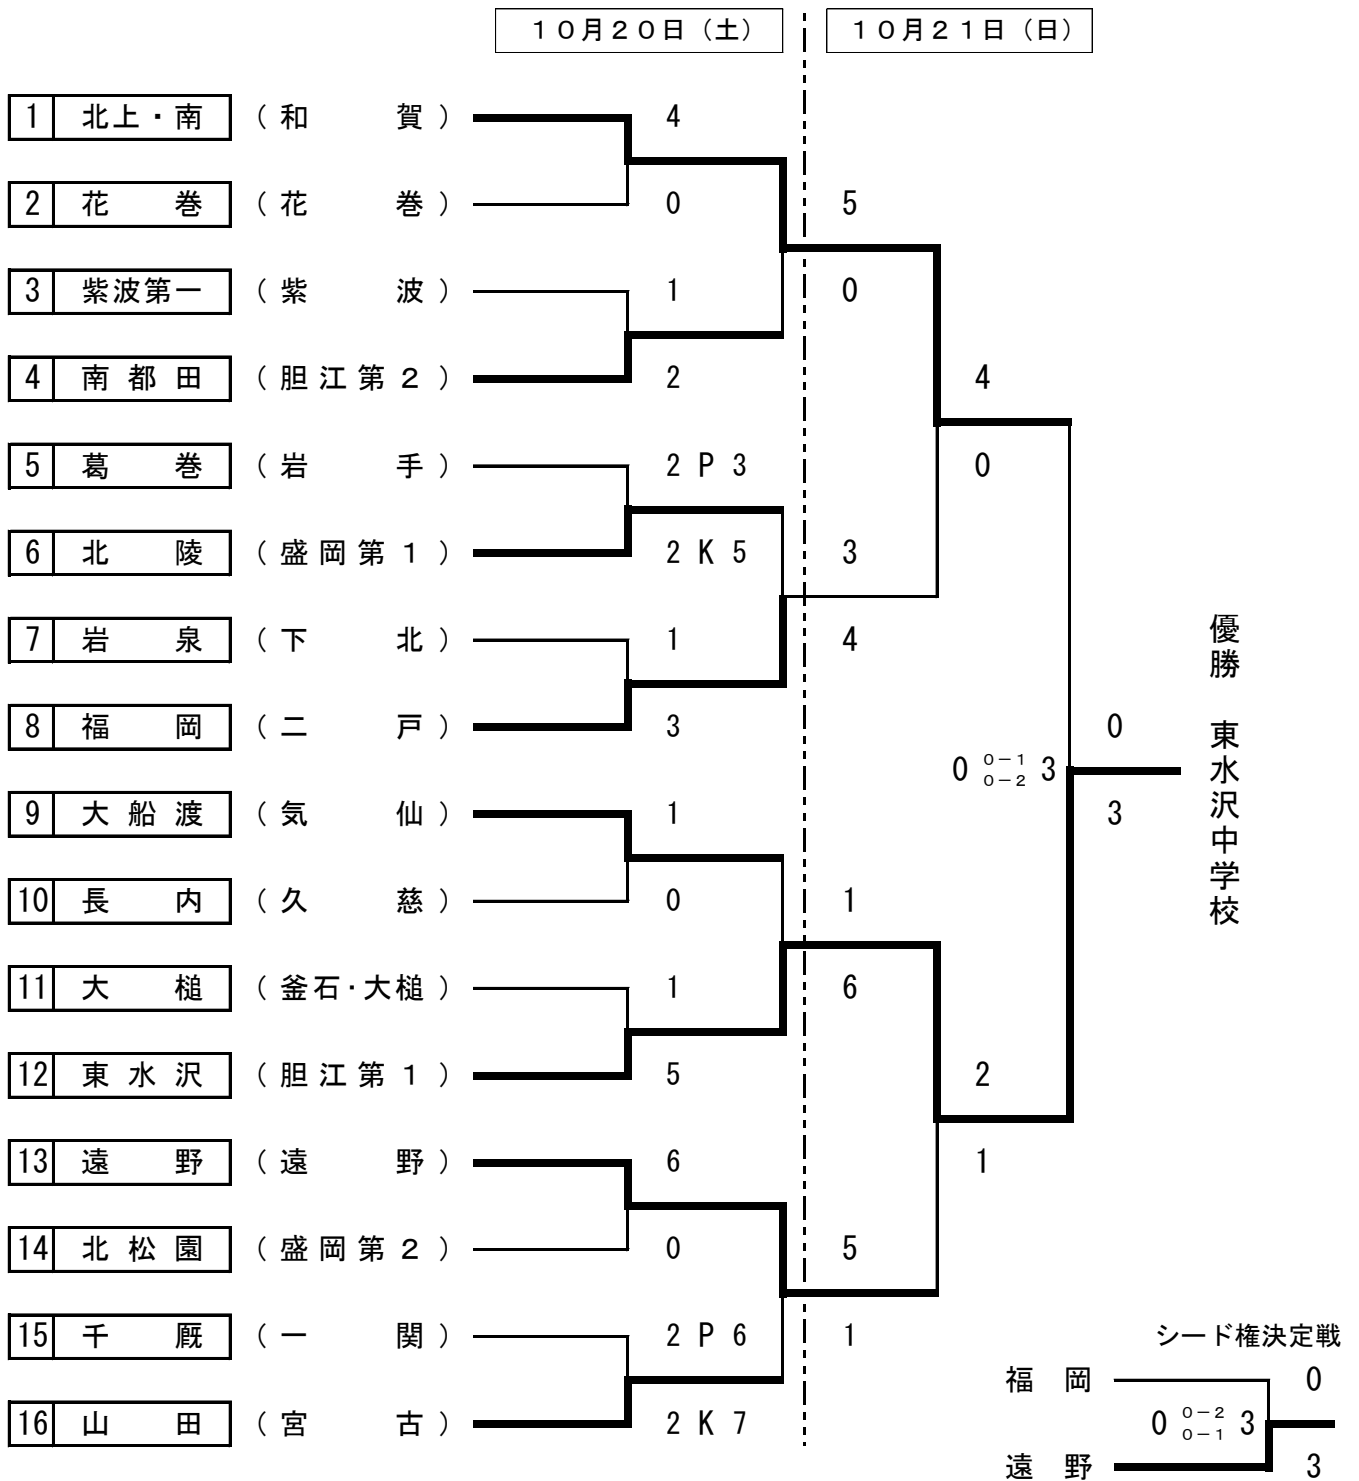 １０月２０日（土） １０月２１日（日）
1 北上・南 （和 賀） 4
2 花 巻 （花 巻） 0 5
3 紫波第一 （紫 波） 1 0
4 南都田 （胆江第２） 2 4
5 葛 巻 （岩 手） 2 P 3 0
6 北 陵 （盛岡第１） 2 K 5 3
7 岩 泉 （下 北） 1 4
8 福 岡 （二 戸） 3 0
0 0－1 3
0－2
9 大船渡 （気 仙） 1 3
10 長 内 （久 慈） 0 1
11 大 槌 （釜石・大槌） 1 6
12 東水沢 （胆江第１） 5 2
13 遠 野 （遠 野） 6 1
14 北松園 （盛岡第２） 0 5
15 千 厩 （一 関） 2 P 6 1
16 山 田 （宮 古） 2 K 7
優勝 東水沢中学校
シード権決定戦
福 岡 0
0 0－2 3
0－1
遠 野 3